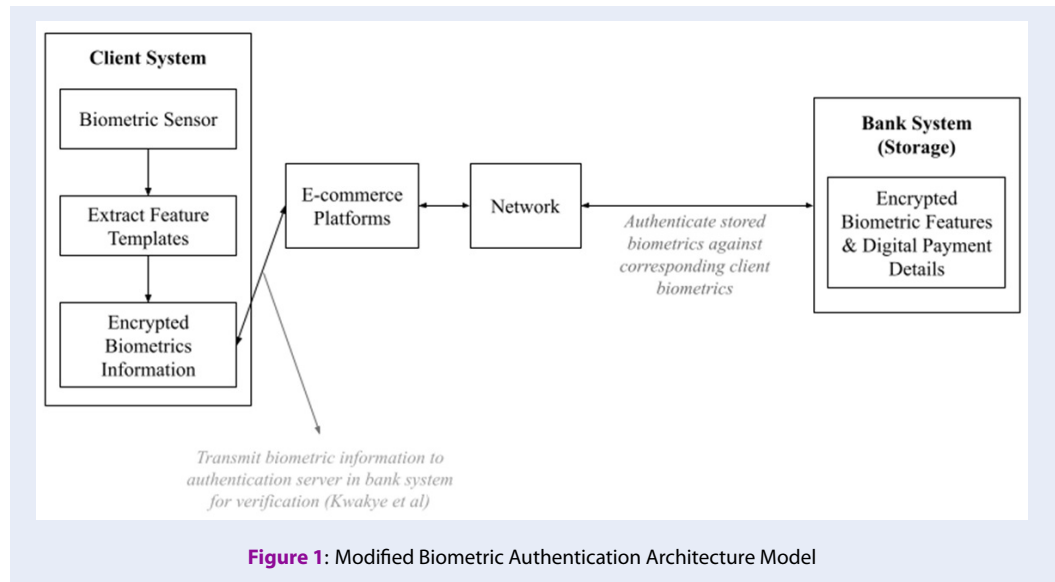 Client System
Biometric Sensor
Extract Feature
Templates
Encrypted
Biometrics
Information
E-commerce
Platforms
Network
Authenticate stored
biometrics against
corresponding client
biometrics
Bank System
(Storage)
Encrypted
Biometric Features
& Digital Payment
Details
Transmit biometric information to
authentication server in bank system
for verification (Kwakye et al)
Figure 1: Modified Biometric Authentication Architecture Model